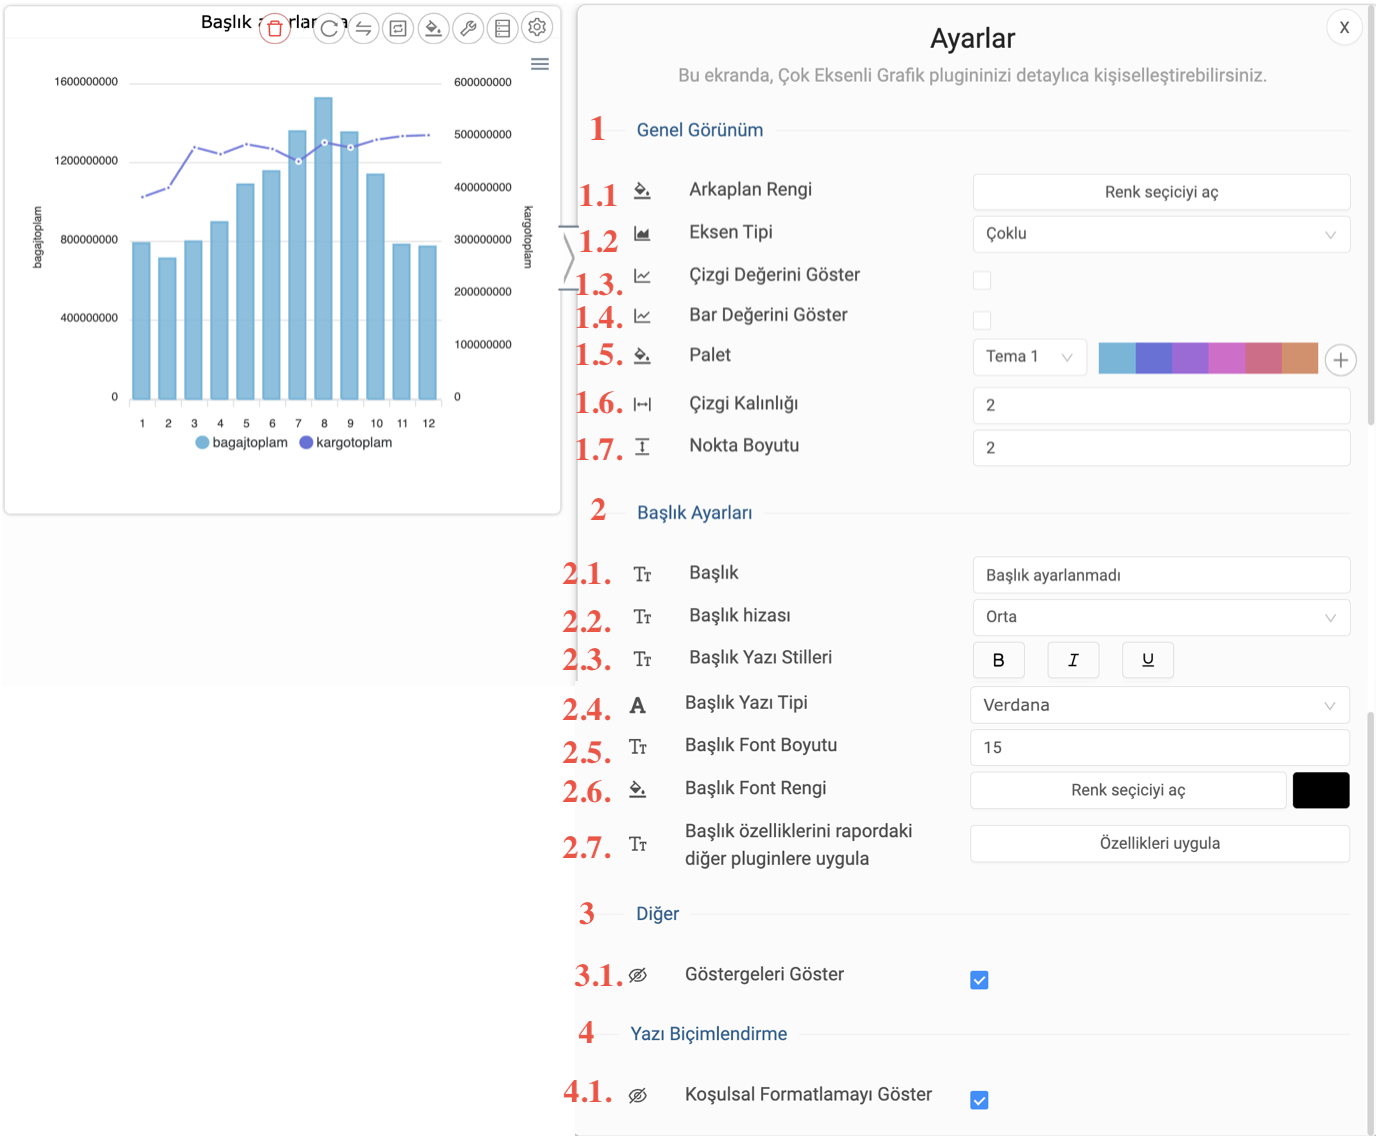 Başlık ayarlanmadı
1600000000
1200000000
800000000
400000000
0
600000000
500000000
400000000
300000000
200000000
100000000
0
bagajtoplam
kargotoplam
1 2 3 4 5 6 7 8 9 10 11 12
bagajtoplam kargotoplam
X
Ayarlar
Bu ekranda, Çok Eksenli Grafik plugininizi detaylıca kişiselleştirebilirsiniz.
1 Genel Görünüm
1.1 Arkaplan Rengi Renk seçiciyi aç
1.2 Eksen Tipi Çoklu
1.3. Çizgi Değerini Göster
1.4. Bar Değerini Göster
1.5. Palet Tema 1
1.6. Çizgi Kalınlığı 2
1.7. Nokta Boyutu 2
2 Başlık Ayarları
2.1. Başlık Başlık ayarlanmadı
2.2. Başlık hizası Orta
2.3. Başlık Yazı Stilleri B I U
2.4. Başlık Yazı Tipi Verdana
2.5. Başlık Font Boyutu 15
2.6. Başlık Font Rengi Renk seçiciyi aç
2.7. Başlık özelliklerini rapordaki
diğer pluginlere uygula Özellikleri uygula
3 Diğer
3.1. Göstergeleri Göster
4 Yazı Biçimlendirme
4.1. Koşulsal Formatlamayı Göster